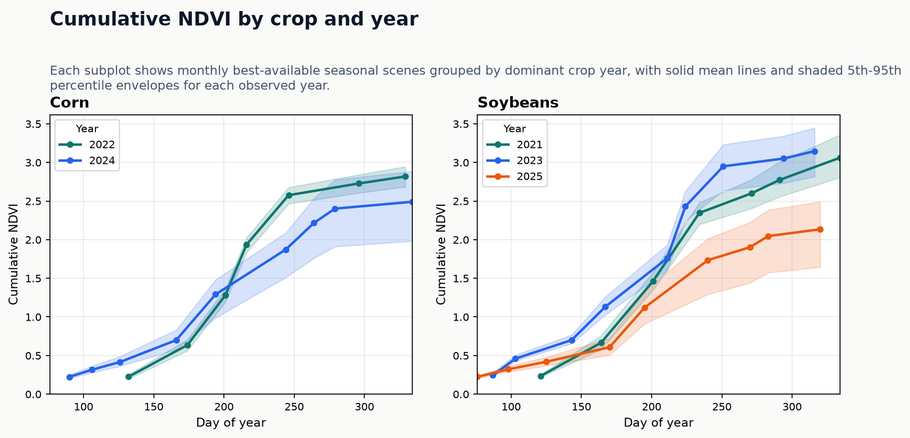 Cumulative NDVI by crop and year
Each subplot shows monthly best-available seasonal scenes grouped by dominant crop year, with solid mean lines and shaded 5th-95th
percentile envelopes for each observed year.
Corn
Year
2022
2024
3.5
3.0
2.5
2.0
1.5
1.0
0.5
0.0
Cumulative NDVI
100
150
200
250
300
Day of year
Soybeans
Year
2021
2023
2025
3.5
3.0
2.5
2.0
1.5
1.0
0.5
0.0
Cumulative NDVI
100
150
200
250
300
Day of year